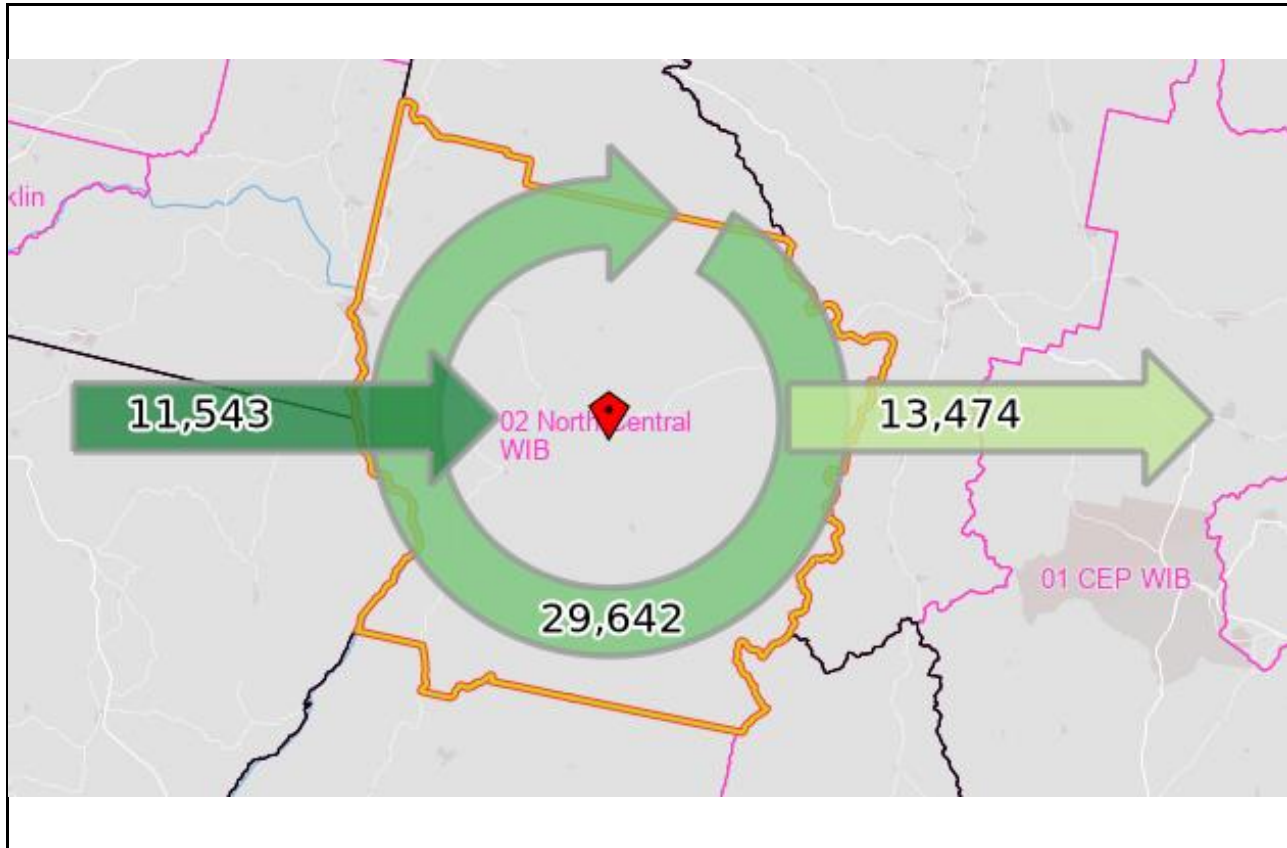 klin
11,543
13,474
02 North Central
WIB
01 CEP WIB
29,642